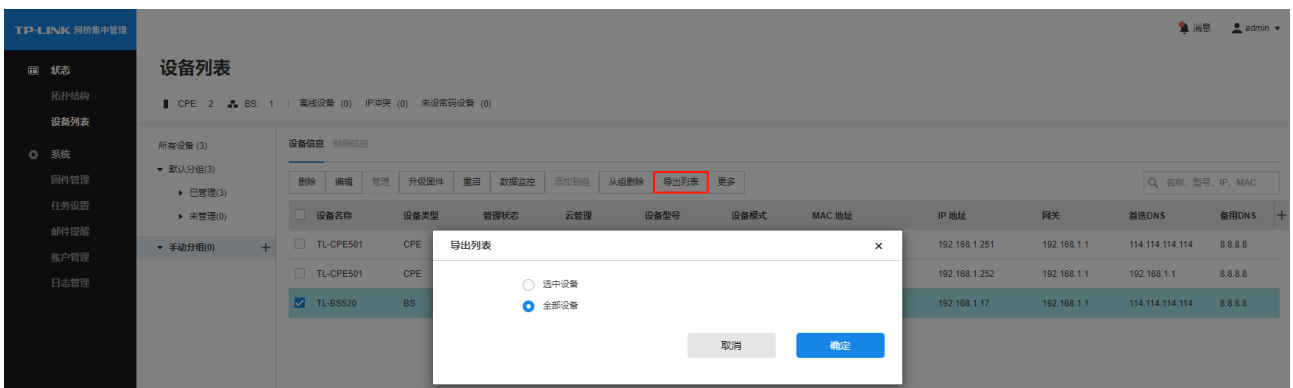 TP-LINK 网桥集中管理
消息
admin
状态
拓扑结构
设备列表
系统
固件管理
任务设置
邮件提醒
账户管理
日志管理
设备列表
CPE: 2 BS: 1 | 离线设备 (0) IP冲突 (0) 未设密码设备 (0)
所有设备 (3)
默认分组(3)
已管理(3)
未管理(0)
手动分组(0) +
设备信息 射频信息
删除 编辑 管理 升级固件 重启 数据监控 添加到组 从组删除 导出列表 更多
名称、型号、IP、MAC
设备名称 设备类型 管理状态 云管理 设备型号 设备模式 MAC 地址 IP 地址 网关 首选DNS 备用DNS +
TL-CPE501 CPE 192.168.1.251 192.168.1.1 114.114.114.114 8.8.8.8
TL-CPE501 CPE 192.168.1.252 192.168.1.1 192.168.1.1 8.8.8.8
TL-BS520 BS 192.168.1.17 192.168.1.1 114.114.114.114 8.8.8.8
导出列表 ×
选中设备
全部设备
取消 确定